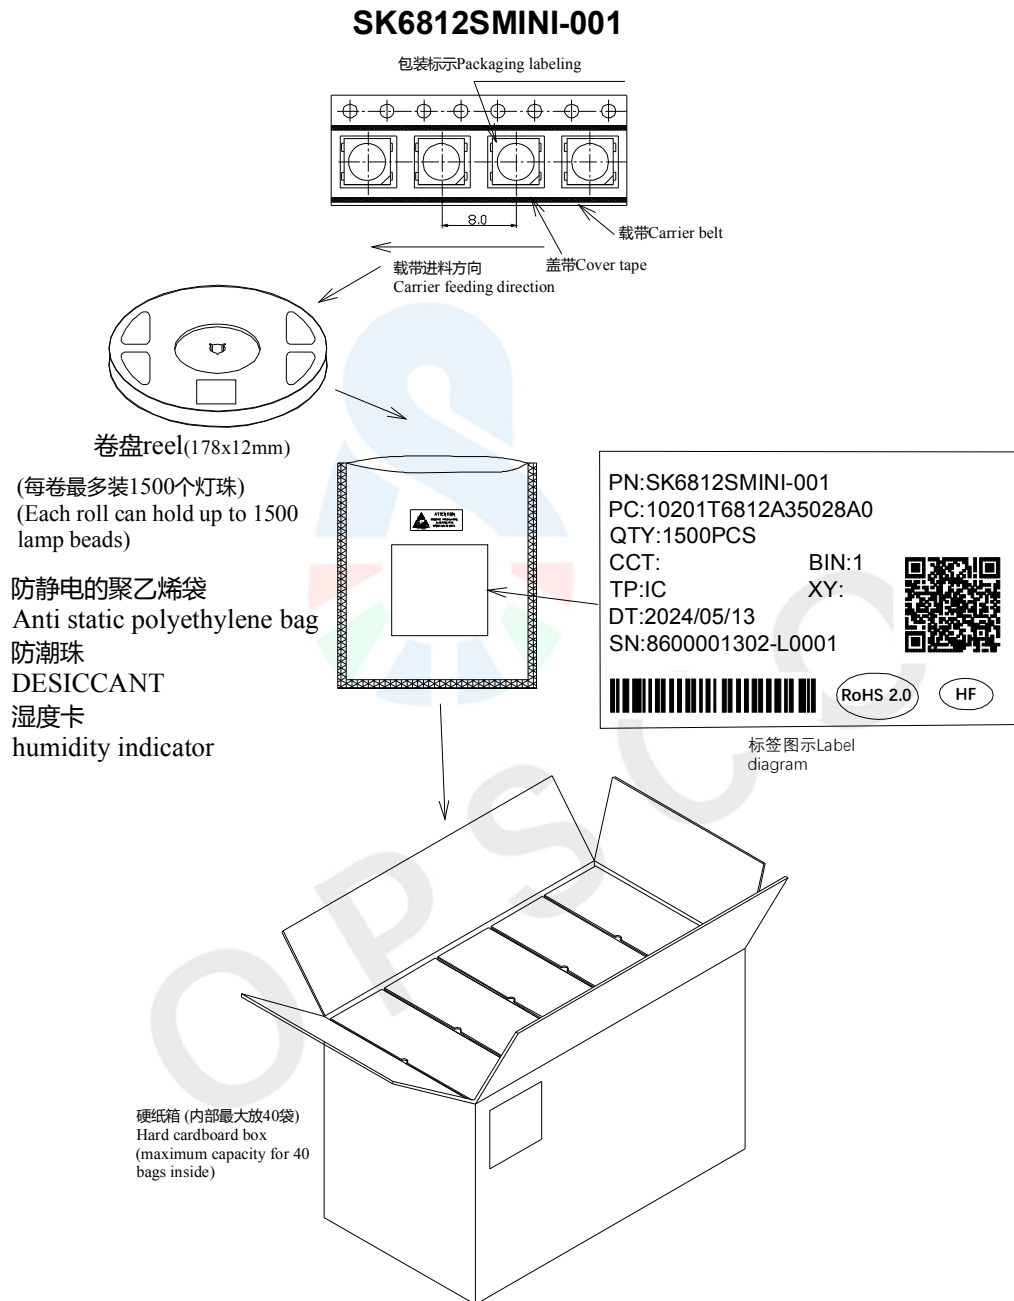 SK6812SMINI-001
包装标示Packaging labeling
8.0
载带Carrier belt
盖带Cover tape
载带进料方向
Carrier feeding direction
卷盘reel(178x12mm)
(每卷最多装1500个灯珠)
(Each roll can hold up to 1500
lamp beads)
防静电的聚乙烯袋
Anti static polyethylene bag
防潮珠
DESICCANT
湿度卡
humidity indicator
PN:SK6812SMINI-001
PC:10201T6812A35028A0
QTY:1500PCS
CCT: BIN:1
TP:IC XY:
DT:2024/05/13
SN:8600001302-L0001
RoHS 2.0 HF
标签图示Label
diagram
硬纸箱 (内部最大放40袋)
Hard cardboard box
(maximum capacity for 40
bags inside)
OPSCC